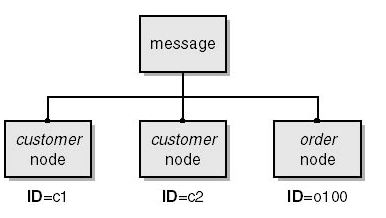 message
customer
node
customer
node
order
node
ID=c1
ID=c2
ID=o100